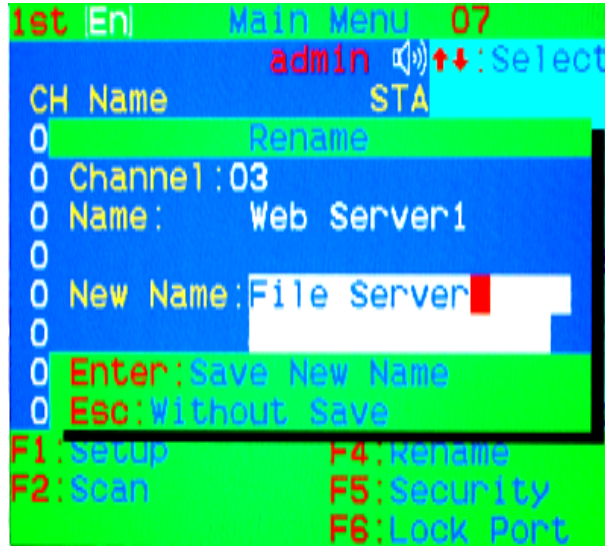 1st En Main Menu 07
admin ↑↓:Select
CH Name STA
0 Rename
0 Channel:03
0 Name: Web Server1
0
0 New Name:File Server
0
0 Enter:Save New Name
0 Esc:Without Save
F1:Setup F4:Rename
F2:Scan F5:Security
F6:Lock Port